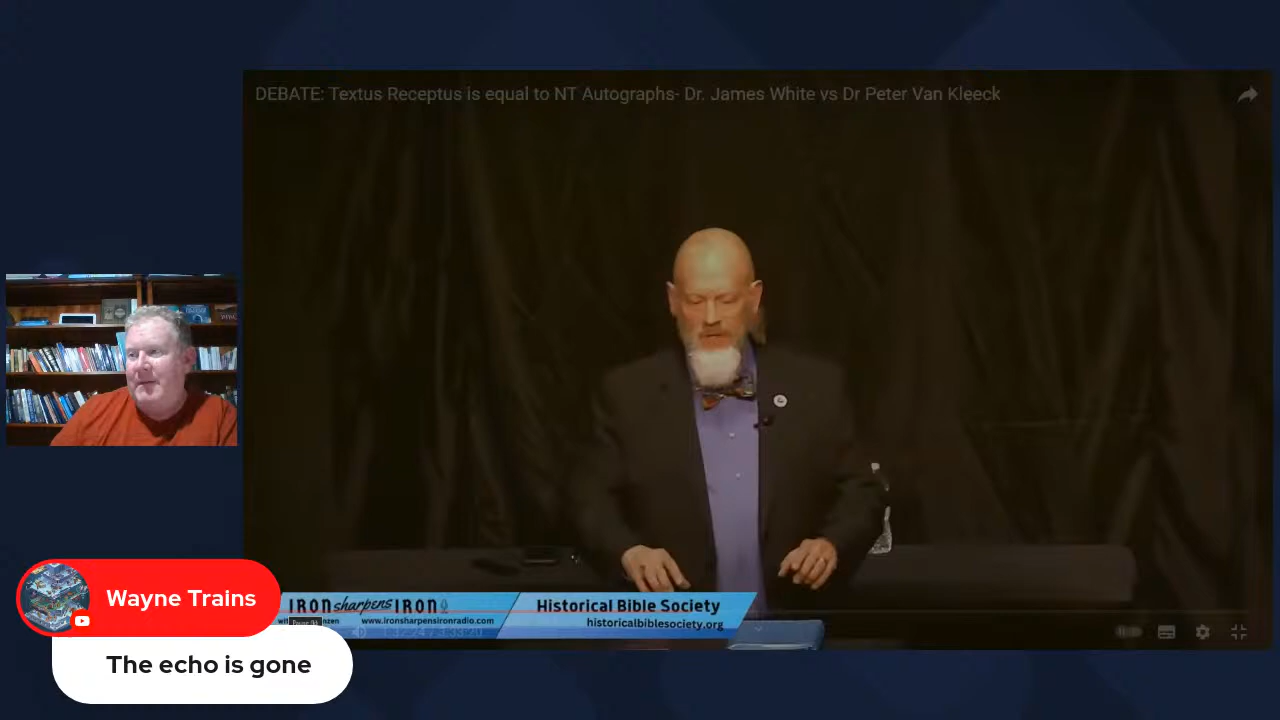 DEBATE: Textus Receptus is equal to NT Autographs- Dr. James White vs Dr Peter Van Kleeck
IRON sharpens IRON
www.ironsharpensironradio.com
Historical Bible Society
historicalbiblesociety.org
Wayne Trains
The echo is gone